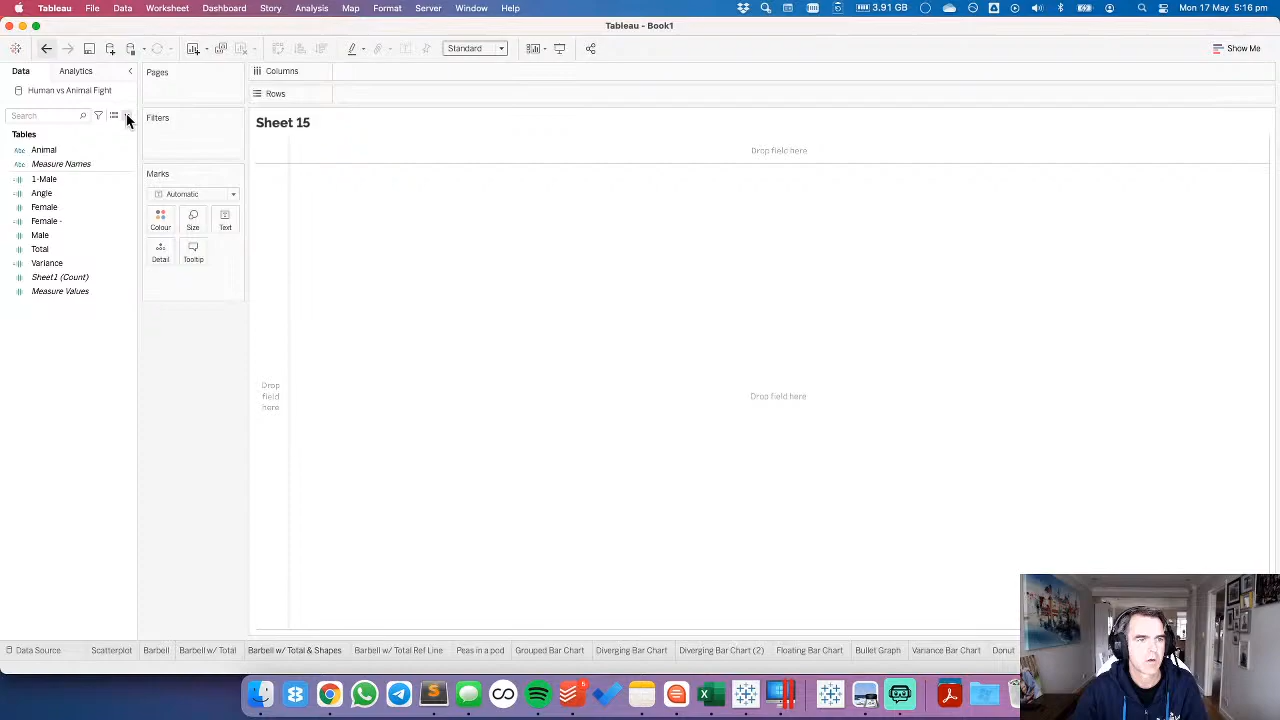 Tableau File Data Worksheet Dashboard Story Analysis Map Format Server Window Help 3.91 GB Mon 17 May 5:16 pm
Tableau - Book1
Standard Show Me
Data Analytics
Human vs Animal Fight
Search
Tables
Abc Animal
Abc Measure Names
1-Male
Angle
Female
Female -
Male
Total
Variance
Sheet1 (Count)
Measure Values
Pages
Filters
Marks
Automatic
Colour Size Text
Detail Tooltip
Columns
Rows
Sheet 15
Drop field here
Drop
field
here
Drop field here
Data Source Scatterplot Barbell Barbell w/ Total Barbell w/ Total & Shapes Barbell w/ Total Ref Line Peas in a pod Grouped Bar Chart Diverging Bar Chart Diverging Bar Chart (2) Floating Bar Chart Bullet Graph Variance Bar Chart Donut
5